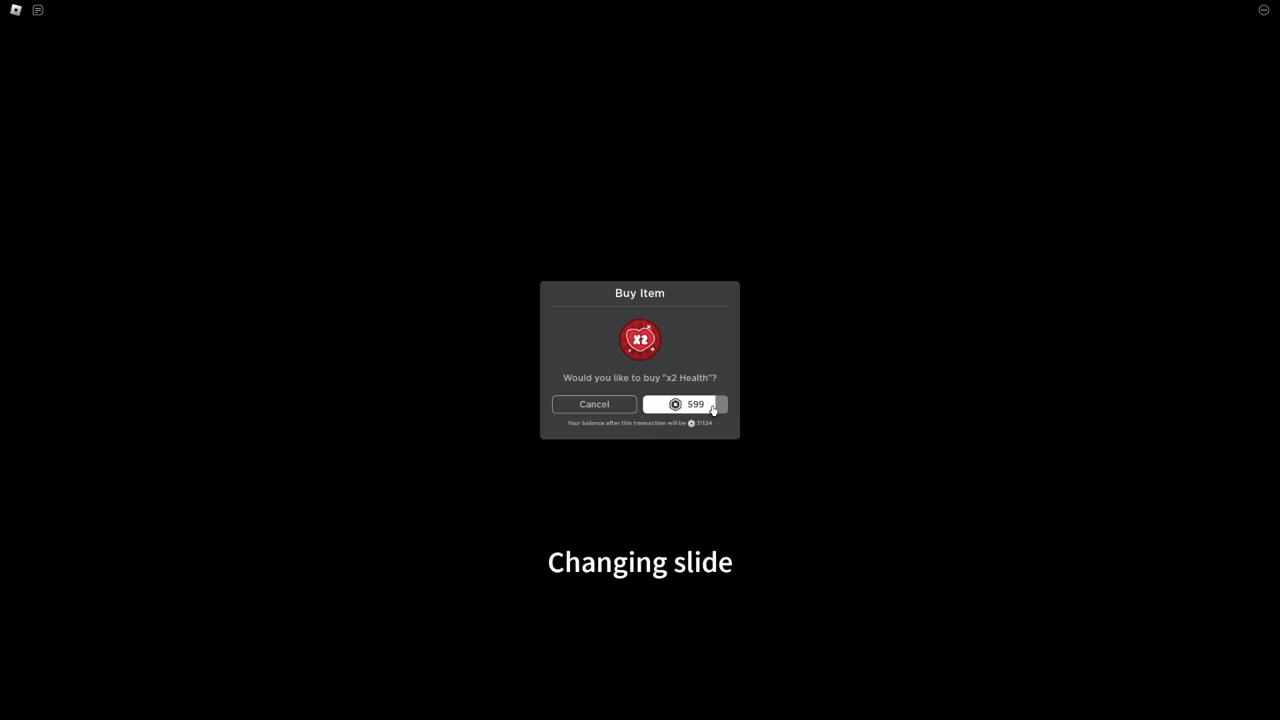 Buy Item
X2
Would you like to buy "x2 Health"?
Cancel
599
Your balance after this transaction will be 31124
Changing slide